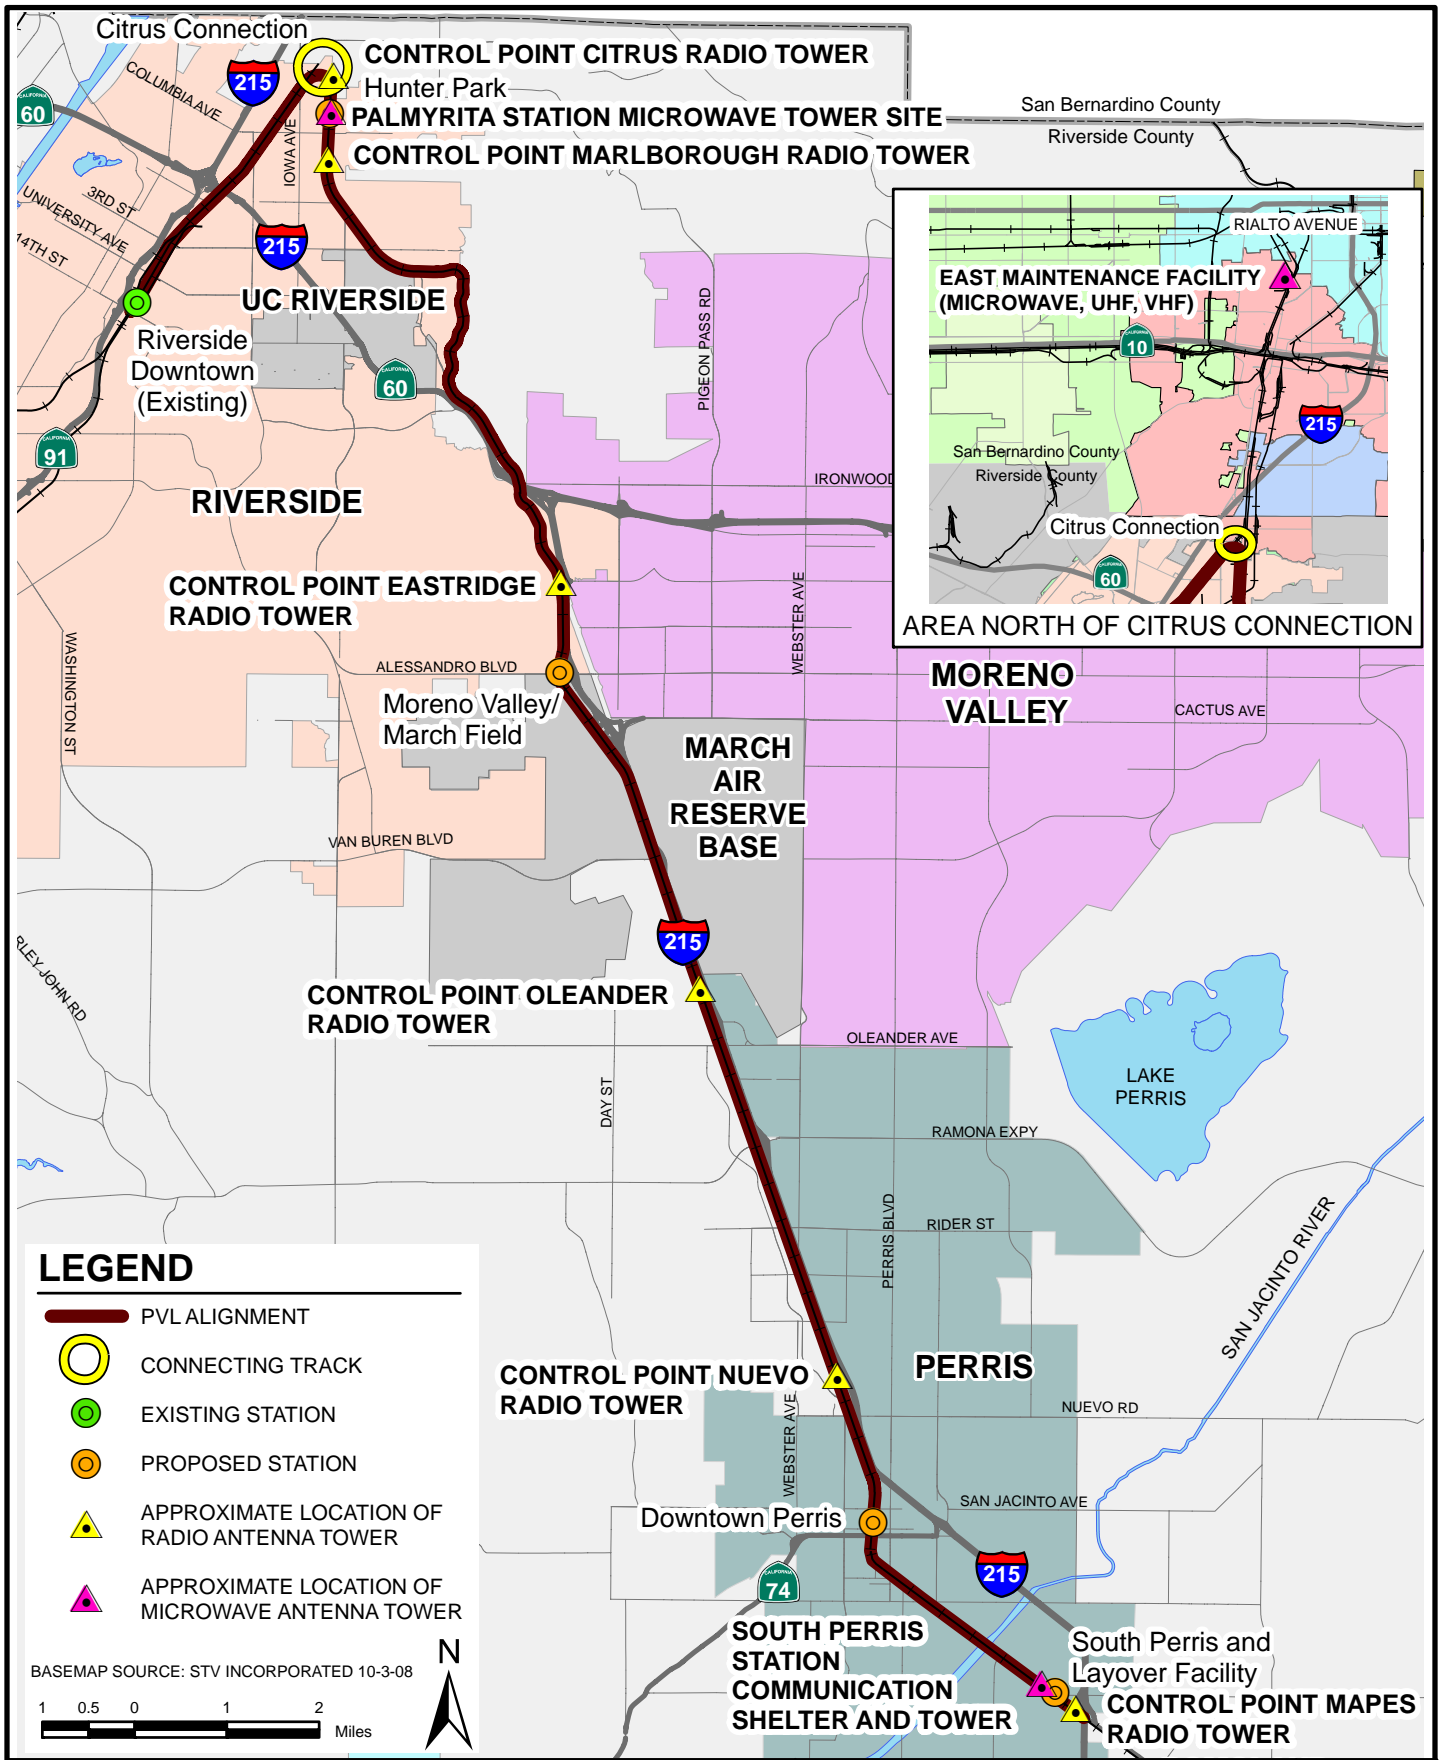 Citrus Connection
CONTROL POINT CITRUS RADIO TOWER
Hunter Park
PALMYRITA STATION MICROWAVE TOWER SITE
CONTROL POINT MARLBOROUGH RADIO TOWER
COLUMBIA AVE
215
60
IOWA AVE
3RD ST
UNIVERSITY AVE
14TH ST
215
UC RIVERSIDE
Riverside
Downtown
(Existing)
CALIFORNIA
60
CALIFORNIA
91
San Bernardino County
Riverside County
RIALTO AVENUE
EAST MAINTENANCE FACILITY
(MICROWAVE, UHF, VHF)
CALIFORNIA
10
215
San Bernardino County
Riverside County
Citrus Connection
CALIFORNIA
60
AREA NORTH OF CITRUS CONNECTION
PIGEON PASS RD
IRONWOOD
RIVERSIDE
CONTROL POINT EASTRIDGE
RADIO TOWER
WEBSTER AVE
WASHINGTON ST
ALESSANDRO BLVD
Moreno Valley/
March Field
MORENO
VALLEY
CACTUS AVE
MARCH
AIR
RESERVE
BASE
VAN BUREN BLVD
215
RLEY JOHN RD
CONTROL POINT OLEANDER
RADIO TOWER
OLEANDER AVE
LAKE
PERRIS
DAY ST
RAMONA EXPY
PERRIS BLVD
RIDER ST
SAN JACINTO RIVER
CONTROL POINT NUEVO
RADIO TOWER
PERRIS
NUEVO RD
WEBSTER AVE
SAN JACINTO AVE
Downtown Perris
CALIFORNIA
74
215
SOUTH PERRIS
STATION
COMMUNICATION
SHELTER AND TOWER
South Perris and
Layover Facility
CONTROL POINT MAPES
RADIO TOWER
LEGEND
PVL ALIGNMENT
CONNECTING TRACK
EXISTING STATION
PROPOSED STATION
APPROXIMATE LOCATION OF
RADIO ANTENNA TOWER
APPROXIMATE LOCATION OF
MICROWAVE ANTENNA TOWER
N
BASEMAP SOURCE: STV INCORPORATED 10-3-08
1 0.5 0 1 2
Miles